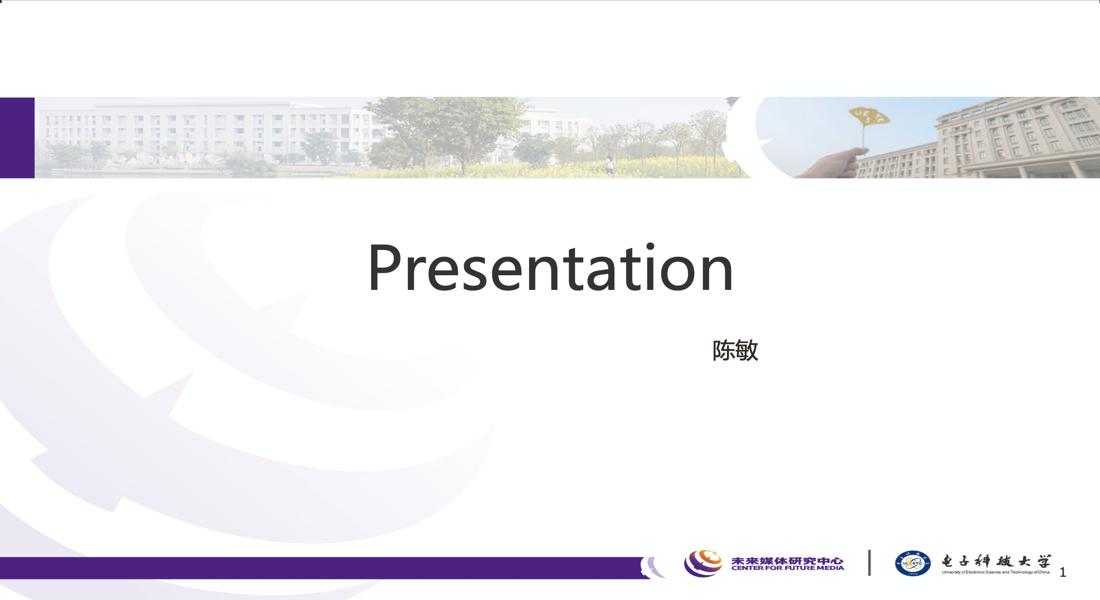 Presentation
陈敏
未来媒体研究中心
CENTER FOR FUTURE MEDIA
电子科技大学
University of Electronic Science and Technology of China
1